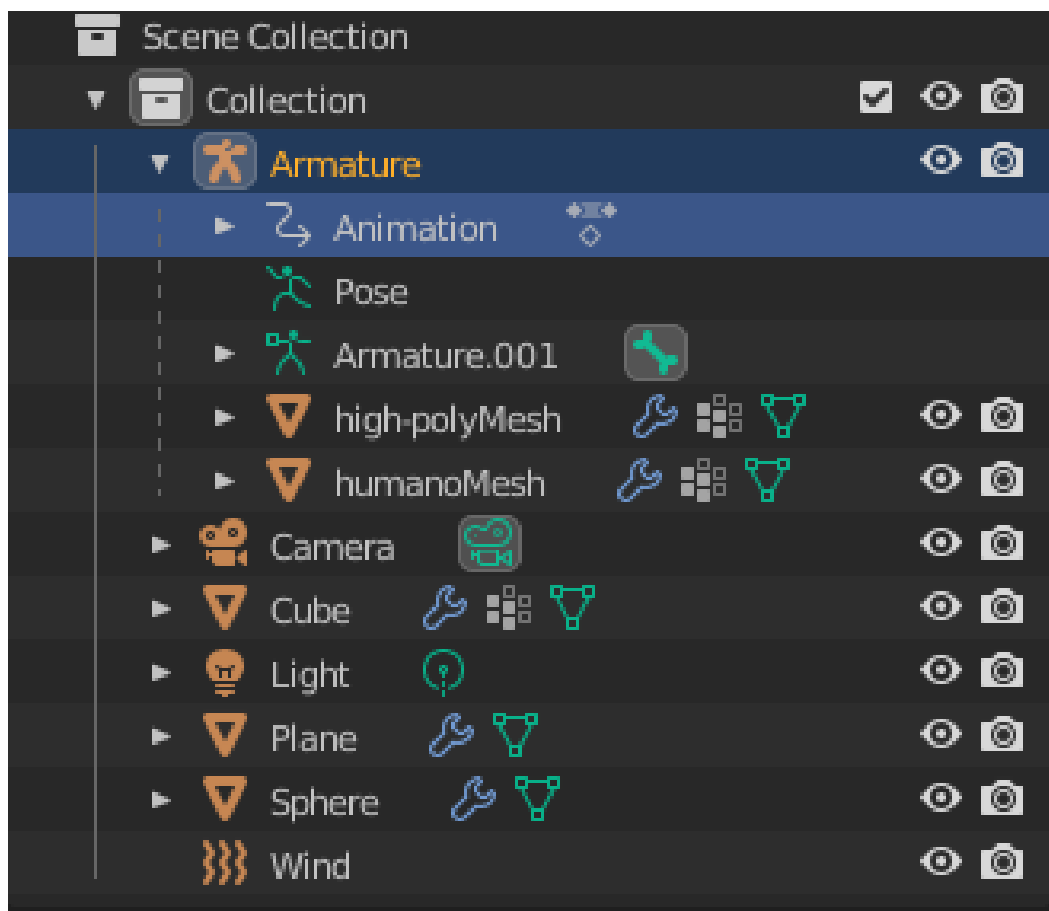 Scene Collection
Collection
Armature
Animation
Pose
Armature.001
high-polyMesh
humanoMesh
Camera
Cube
Light
Plane
Sphere
Wind